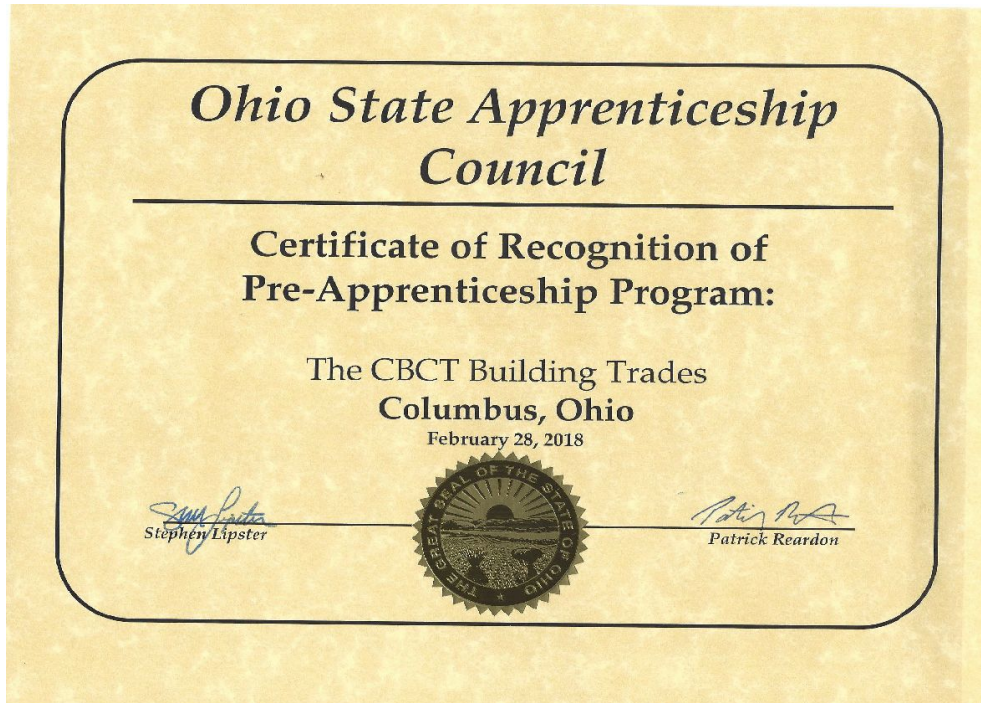 Ohio State Apprenticeship
Council
Certificate of Recognition of
Pre-Apprenticeship Program:
The CBCT Building Trades
Columbus, Ohio
February 28, 2018
THE GREAT SEAL OF THE STATE OF OHIO
Stephen Lipster
Patrick Reardon